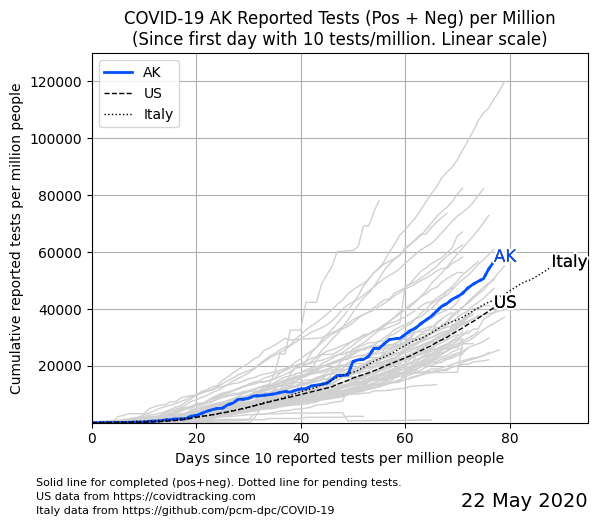 COVID-19 AK Reported Tests (Pos + Neg) per Million
(Since first day with 10 tests/million. Linear scale)
Cumulative reported tests per million people
120000
100000
80000
60000
40000
20000
AK
US
Italy
AK
Italy
US
0
20
40
60
80
Days since 10 reported tests per million people
Solid line for completed (pos+neg). Dotted line for pending tests.
US data from https://covidtracking.com
Italy data from https://github.com/pcm-dpc/COVID-19
22 May 2020